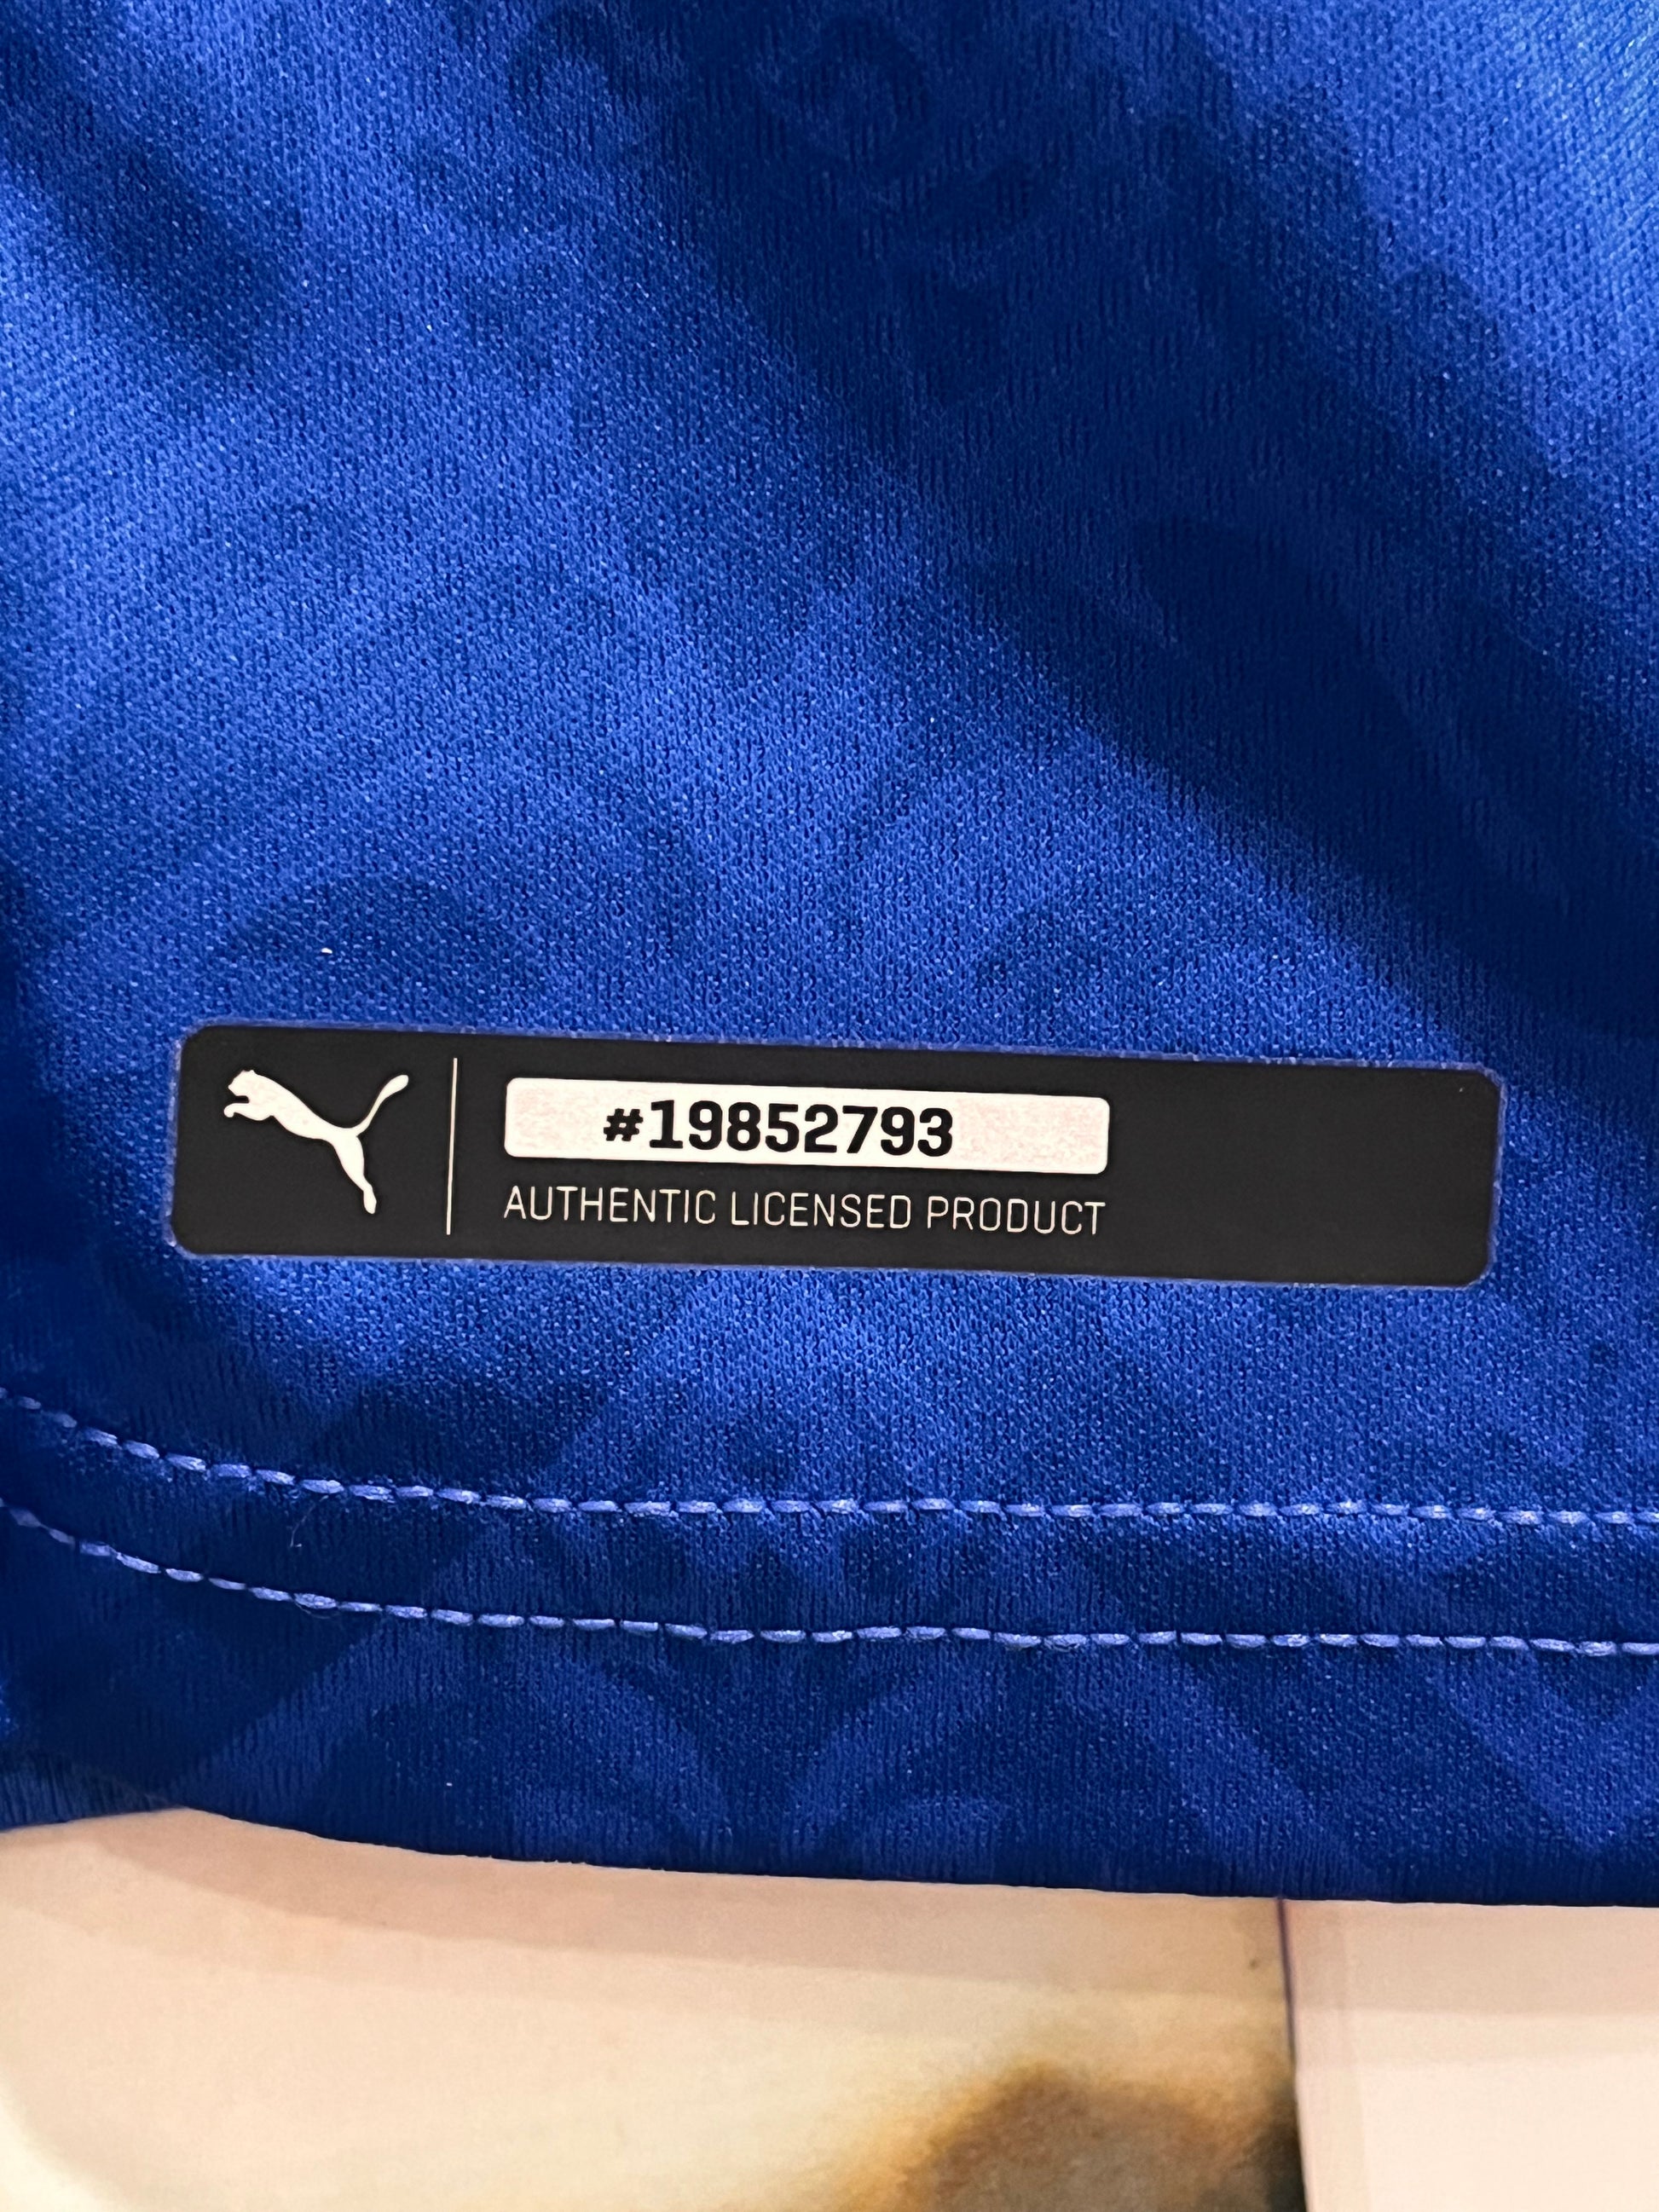 #19852793
AUTHENTIC LICENSED PRODUCT